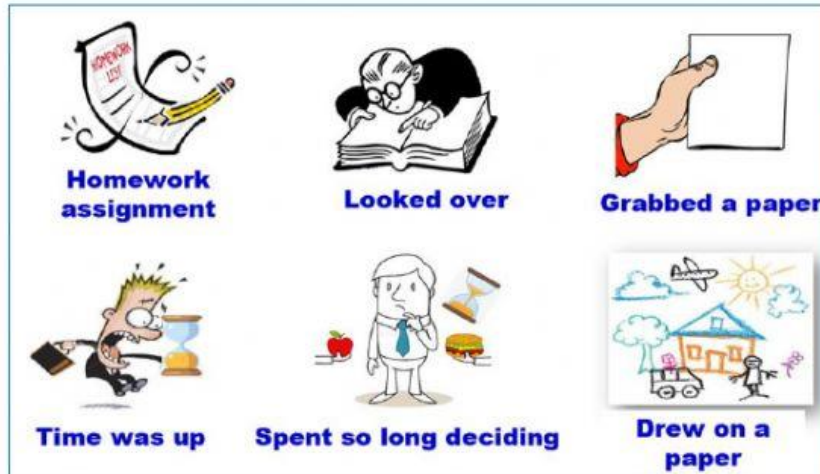 HOMEWORK
LIST
Homework
assignment
Looked over
Grabbed a paper
Time was up
Spent so long deciding
Drew on a
paper